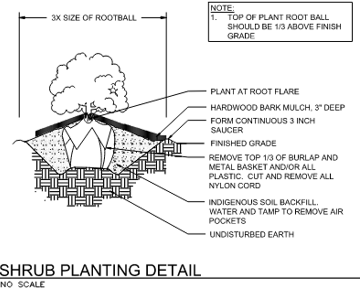 3X SIZE OF ROOTBALL
NOTE:
1. TOP OF PLANT ROOT BALL
SHOULD BE 1/3 ABOVE FINISH
GRADE
PLANT AT ROOT FLARE
HARDWOOD BARK MULCH, 3" DEEP
FORM CONTINUOUS 3 INCH
SAUCER
FINISHED GRADE
REMOVE TOP 1/3 OF BURLAP AND
METAL BASKET AND/OR ALL
PLASTIC. CUT AND REMOVE ALL
NYLON CORD
INDIGENOUS SOIL BACKFILL.
WATER AND TAMP TO REMOVE AIR
POCKETS
UNDISTURBED EARTH
SHRUB PLANTING DETAIL
NO SCALE